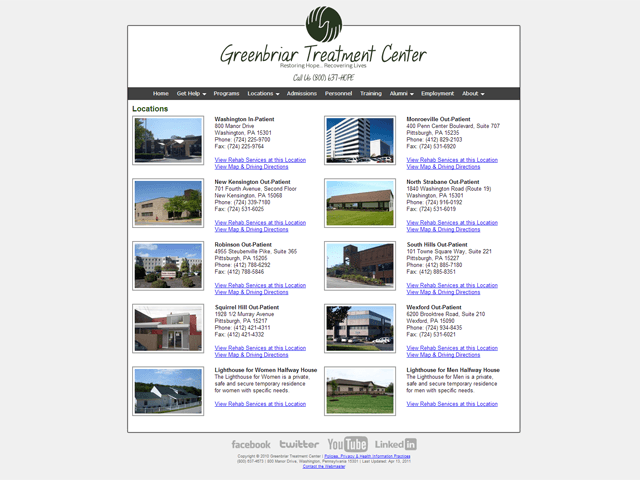 Greenbriar Treatment Center
Restoring Hope...Recovering Lives
Call Us (800) 637-HOPE
Home Get Help Programs Locations Admissions Personnel Training Alumni Employment About
Locations
Washington In-Patient
800 Manor Drive
Washington, PA 15301
Phone: (724) 225-9700
Fax: (724) 225-9764
View Rehab Services at this Location
View Map & Driving Directions
Monroeville Out-Patient
400 Penn Center Boulevard, Suite 707
Pittsburgh, PA 15235
Phone: (412) 829-2103
Fax: (724) 531-6920
View Rehab Services at this Location
View Map & Driving Directions
New Kensington Out-Patient
701 Fourth Avenue, Second Floor
New Kensington, PA 15068
Phone: (724) 339-7180
Fax: (724) 531-6025
View Rehab Services at this Location
View Map & Driving Directions
North Strabane Out-Patient
1840 Washington Road (Route 19)
Washington, PA 15301
Phone: (724) 916-0192
Fax: (724) 531-6019
View Rehab Services at this Location
View Map & Driving Directions
Robinson Out-Patient
4955 Steubenville Pike, Suite 365
Pittsburgh, PA 15205
Phone: (412) 788-6292
Fax: (412) 788-5846
View Rehab Services at this Location
View Map & Driving Directions
South Hills Out-Patient
101 Towne Square Way, Suite 221
Pittsburgh, PA 15227
Phone: (412) 885-7180
Fax: (412) 885-8351
View Rehab Services at this Location
View Map & Driving Directions
Squirrel Hill Out-Patient
1928 1/2 Murray Avenue
Pittsburgh, PA 15217
Phone: (412) 421-4311
Fax: (412) 421-4332
View Rehab Services at this Location
View Map & Driving Directions
Wexford Out-Patient
6200 Brooktree Road, Suite 210
Wexford, PA 15090
Phone: (724) 934-8435
Fax: (724) 531-6021
View Rehab Services at this Location
View Map & Driving Directions
Lighthouse for Women Halfway House
The Lighthouse for Women is a private,
safe and secure temporary residence
for women with specific needs.
View Rehab Services at this Location
Lighthouse for Men Halfway House
The Lighthouse for Men is a private,
safe and secure temporary residence
for men with specific needs.
View Rehab Services at this Location
facebook twitter YouTube Linked in
Copyright © 2010 Greenbriar Treatment Center | Policies, Privacy & Health Information Practices
(800) 637-4673 | 800 Manor Drive, Washington, Pennsylvania 15301 | Last Updated: Apr 13, 2011
Contact the Webmaster